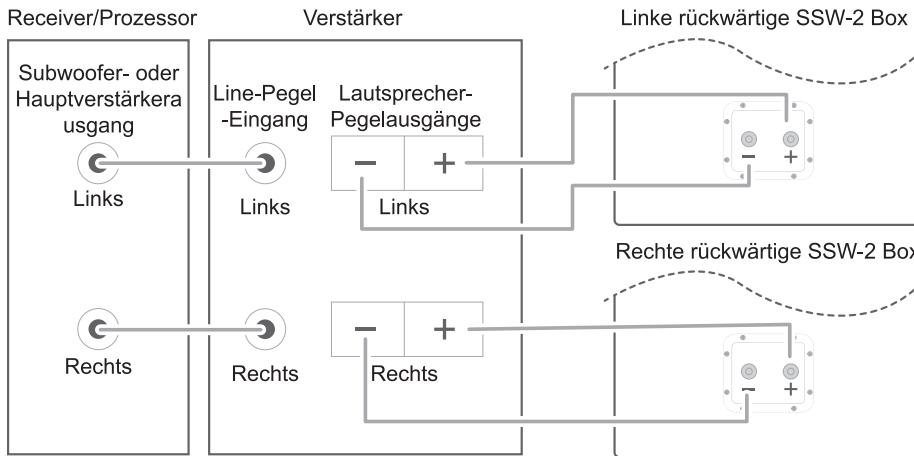 Receiver/Prozessor
Verstärker
Linke rückwärtige SSW-2 Box
Subwoofer- oder
Hauptverstärkera
usgang
Line-Pegel
-Eingang
Lautsprecher-
Pegelausgänge
− +
− +
Links
Links
Links
Rechte rückwärtige SSW-2 Box
− +
− +
Rechts
Rechts
Rechts